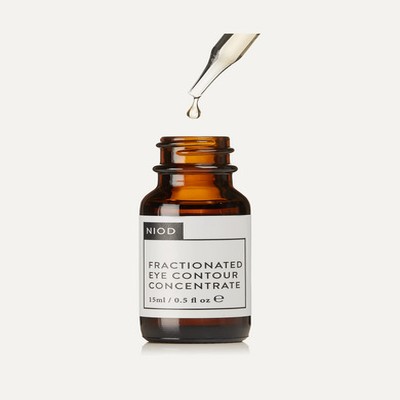 NIOD
FRACTIONATED
EYE CONTOUR
CONCENTRATE
15ml / 0.5 fl oz ℮